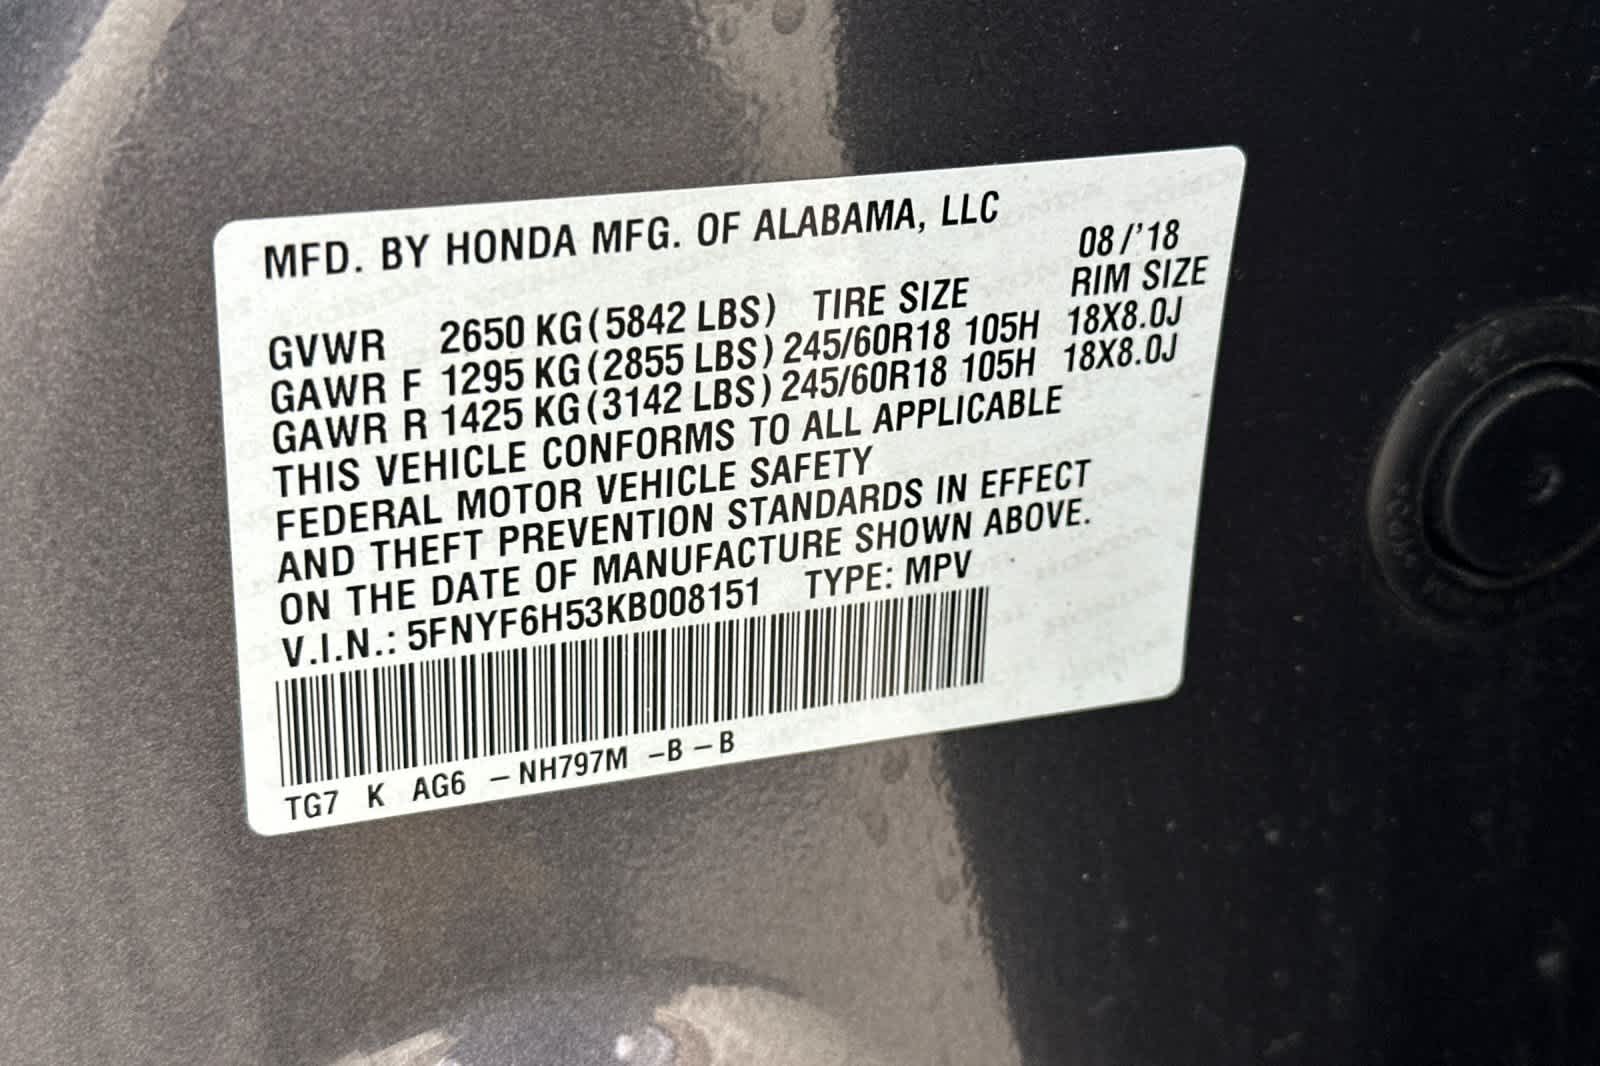 MFD. BY HONDA MFG. OF ALABAMA, LLC
08/'18
GVWR 2650 KG(5842 LBS) TIRE SIZE RIM SIZE
GAWR F 1295 KG(2855 LBS) 245/60R18 105H 18X8.0J
GAWR R 1425 KG(3142 LBS) 245/60R18 105H 18X8.0J
THIS VEHICLE CONFORMS TO ALL APPLICABLE
FEDERAL MOTOR VEHICLE SAFETY
AND THEFT PREVENTION STANDARDS IN EFFECT
ON THE DATE OF MANUFACTURE SHOWN ABOVE.
V.I.N.: 5FNYF6H53KB008151 TYPE: MPV
TG7 K AG6 –NH797M –B–B